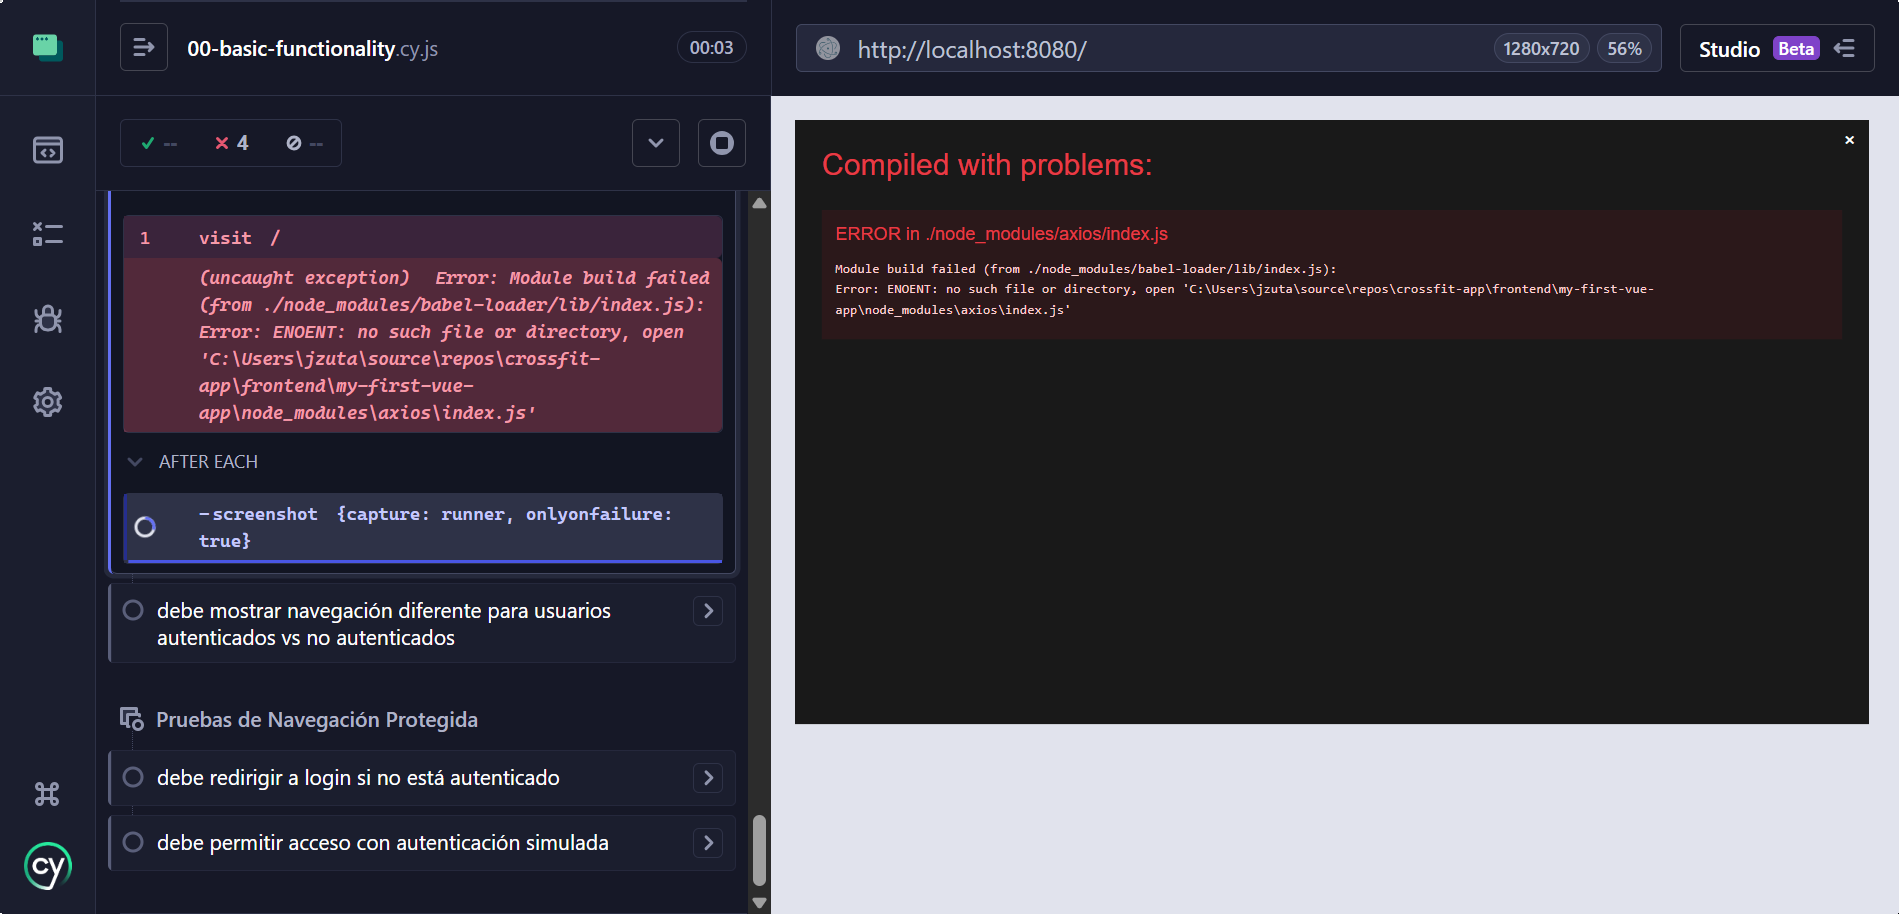 00-basic-functionality.cy.js
00:03
-- 4 --
1 visit /
(uncaught exception) Error: Module build failed
(from ./node_modules/babel-loader/lib/index.js):
Error: ENOENT: no such file or directory, open
'C:\Users\jzuta\source\repos\crossfit-
app\frontend\my-first-vue-
app\node_modules\axios\index.js'
AFTER EACH
-screenshot {capture: runner, onlyonfailure:
true}
debe mostrar navegación diferente para usuarios
autenticados vs no autenticados
Pruebas de Navegación Protegida
debe redirigir a login si no está autenticado
debe permitir acceso con autenticación simulada
cy
http://localhost:8080/
1280x720
56%
Studio Beta
×
Compiled with problems:
ERROR in ./node_modules/axios/index.js
Module build failed (from ./node_modules/babel-loader/lib/index.js):
Error: ENOENT: no such file or directory, open 'C:\Users\jzuta\source\repos\crossfit-app\frontend\my-first-vue-
app\node_modules\axios\index.js'